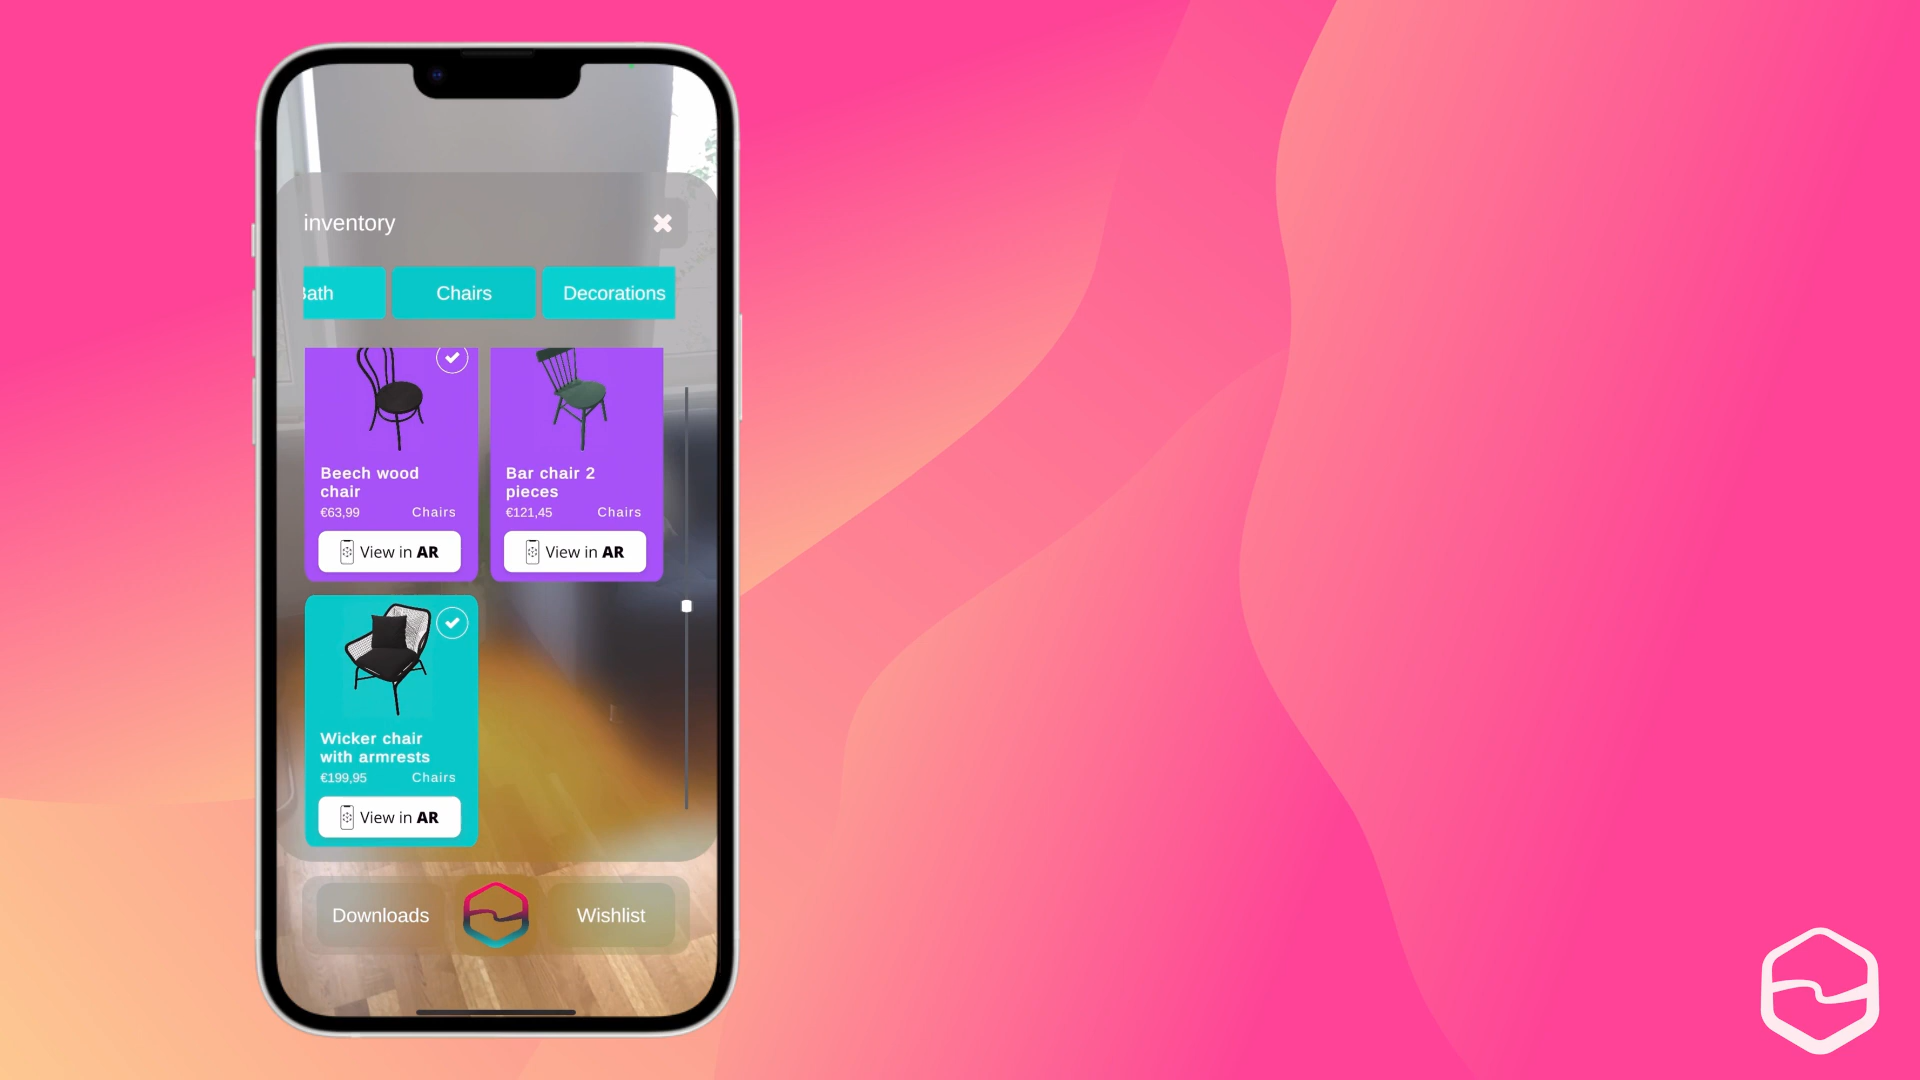 inventory
Bath
Chairs
Decorations
Beech wood
chair
€63,99
Chairs
View in AR
Bar chair 2
pieces
€121,45
Chairs
View in AR
Wicker chair
with armrests
€199,95
Chairs
View in AR
Downloads
Wishlist